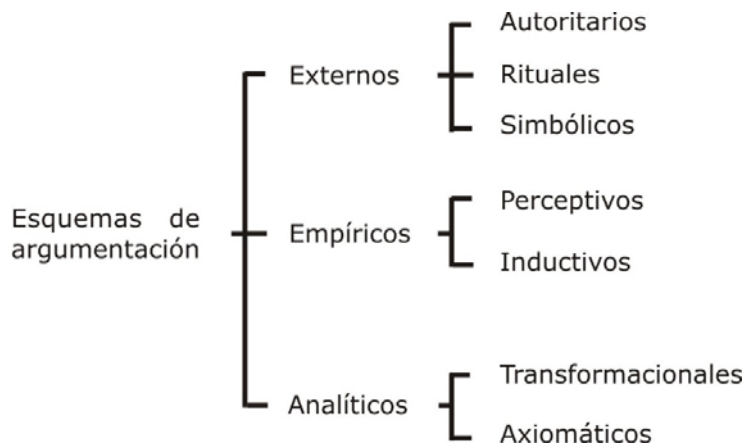 Esquemas de
argumentación
Externos
Autoritarios
Rituales
Simbólicos
Empíricos
Perceptivos
Inductivos
Analíticos
Transformacionales
Axiomáticos